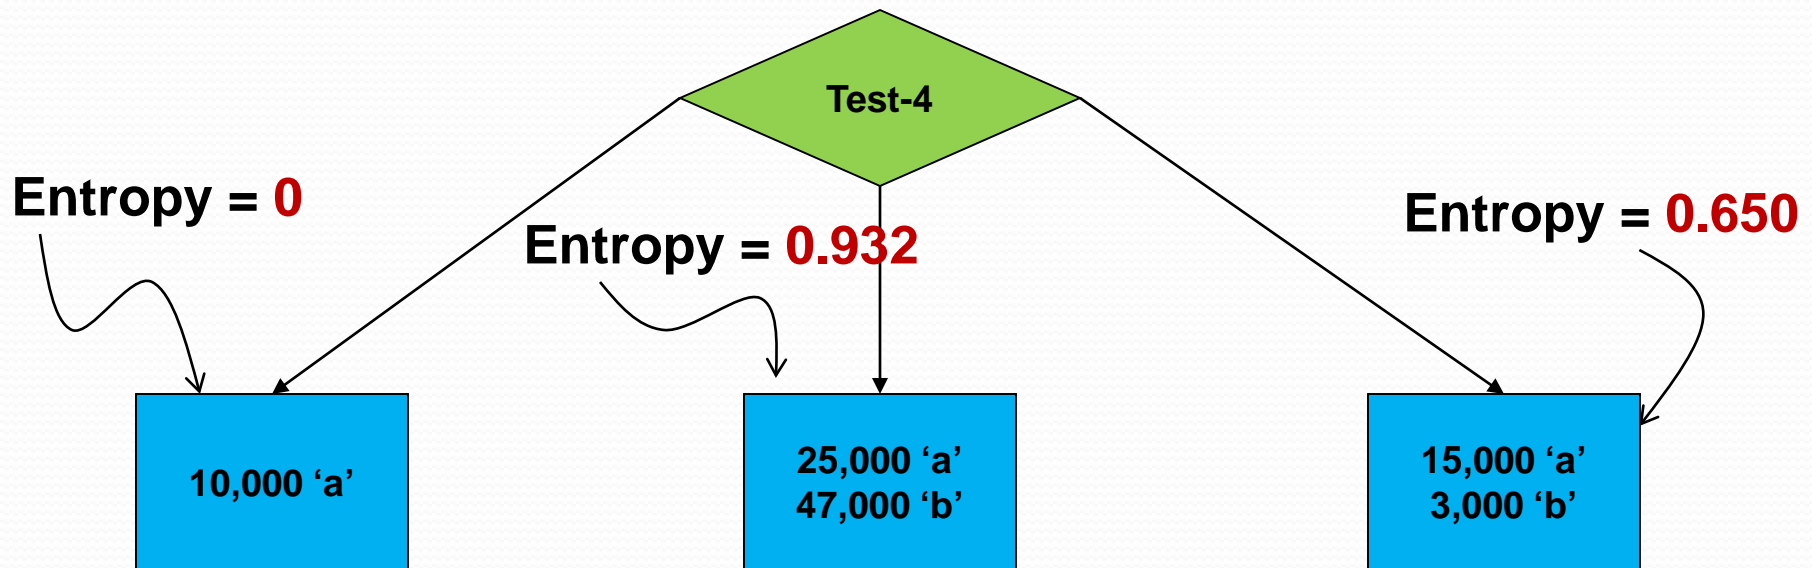 Test-4
Entropy = 0
Entropy = 0.932
Entropy = 0.650
10,000 ‘a’
25,000 ‘a’
47,000 ‘b’
15,000 ‘a’
3,000 ‘b’